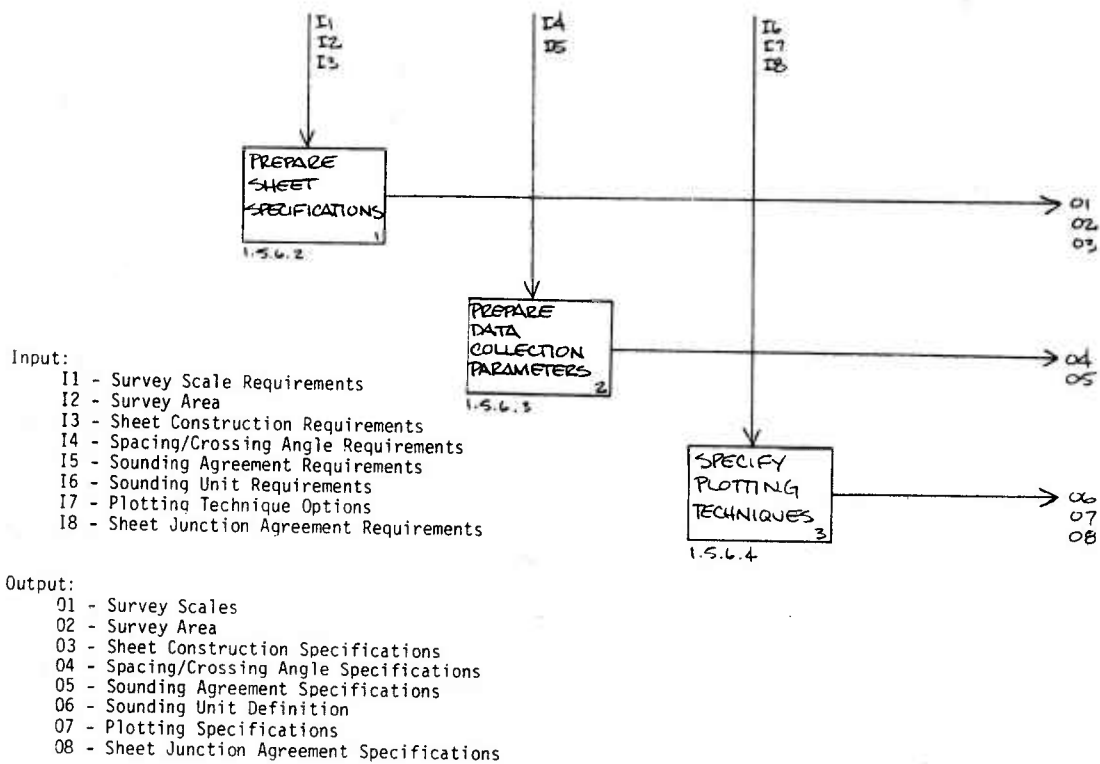 I1
I2
I3
I4
I5
I6
I7
I8
PREPARE
SHEET
SPECIFICATIONS
1
1.5.6.2
O1
O2
O3
PREPARE
DATA
COLLECTION
PARAMETERS
2
1.5.6.3
O4
O5
SPECIFY
PLOTTING
TECHNIQUES
3
1.5.6.4
O6
O7
O8
Input:
I1 - Survey Scale Requirements
I2 - Survey Area
I3 - Sheet Construction Requirements
I4 - Spacing/Crossing Angle Requirements
I5 - Sounding Agreement Requirements
I6 - Sounding Unit Requirements
I7 - Plotting Technique Options
I8 - Sheet Junction Agreement Requirements
Output:
O1 - Survey Scales
O2 - Survey Area
O3 - Sheet Construction Specifications
O4 - Spacing/Crossing Angle Specifications
O5 - Sounding Agreement Specifications
O6 - Sounding Unit Definition
O7 - Plotting Specifications
O8 - Sheet Junction Agreement Specifications